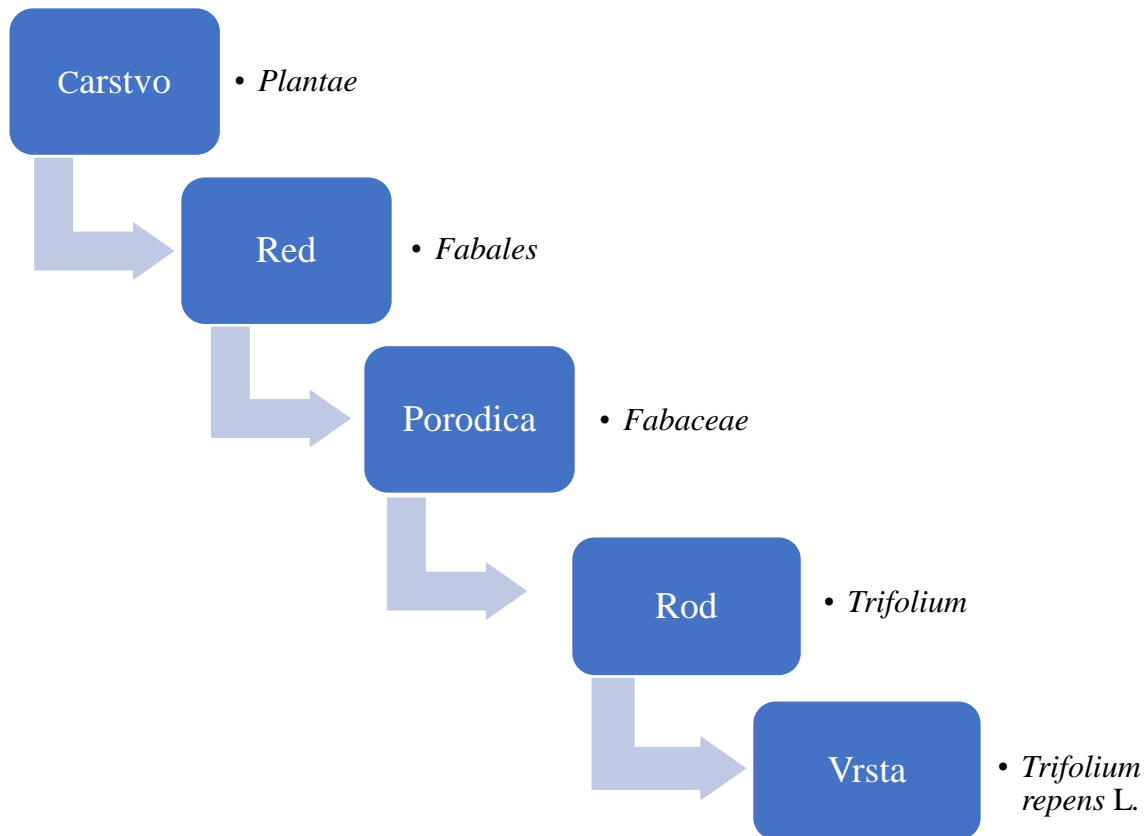 Carstvo
• Plantae
Red
• Fabales
Porodica
• Fabaceae
Rod
• Trifolium
Vrsta
• Trifolium
repens L.